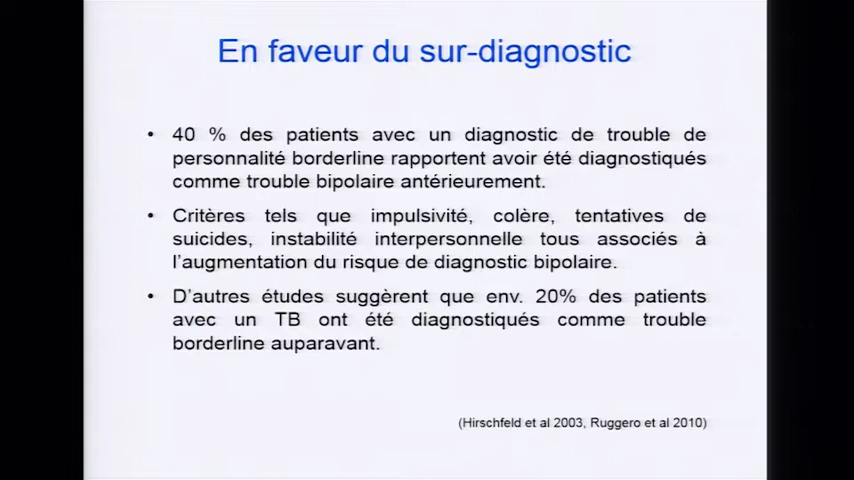 En faveur du sur-diagnostic
• 40 % des patients avec un diagnostic de trouble de
personnalité borderline rapportent avoir été diagnostiqués
comme trouble bipolaire antérieurement.
• Critères tels que impulsivité, colère, tentatives de
suicides, instabilité interpersonnelle tous associés à
l'augmentation du risque de diagnostic bipolaire.
• D'autres études suggèrent que env. 20% des patients
avec un TB ont été diagnostiqués comme trouble
borderline auparavant.
(Hirschfeld et al 2003, Ruggero et al 2010)